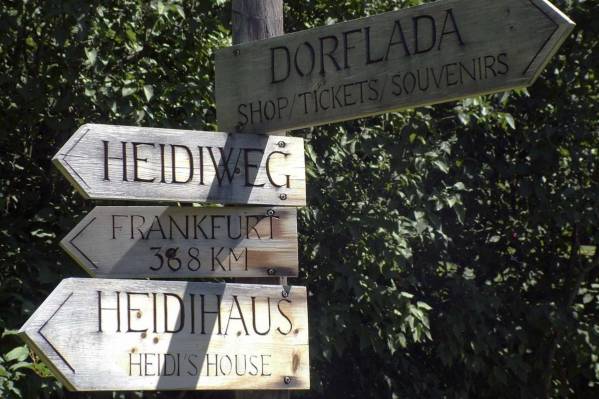 DORFLADA
SHOP/TICKETS/SOUVENIRS
HEIDIWEG
FRANKFURT
368 KM
HEIDIHAUS
HEIDI'S HOUSE